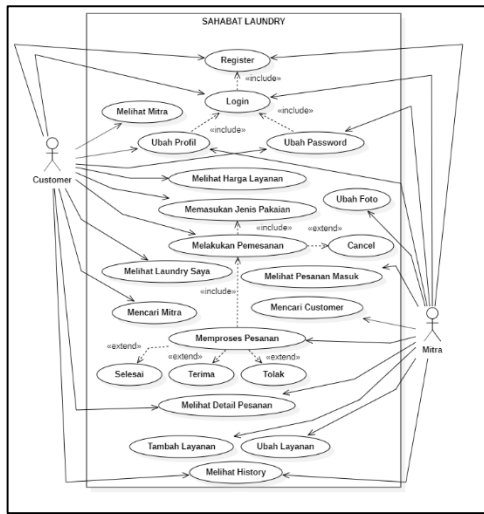 SAHABAT LAUNDRY
Register
«include»
Login
«include»
«include»
Melihat Mitra
Ubah Profil
Ubah Password
Customer
Melihat Harga Layanan
Ubah Foto
Memasukan Jenis Pakaian
«include»
«extend»
Melakukan Pemesanan
Cancel
Melihat Laundry Saya
Melihat Pesanan Masuk
«include»
Mencari Mitra
Mencari Customer
Memproses Pesanan
Mitra
«extend»
«extend»
«extend»
Selesai
Terima
Tolak
Melihat Detail Pesanan
Tambah Layanan
Ubah Layanan
Melihat History